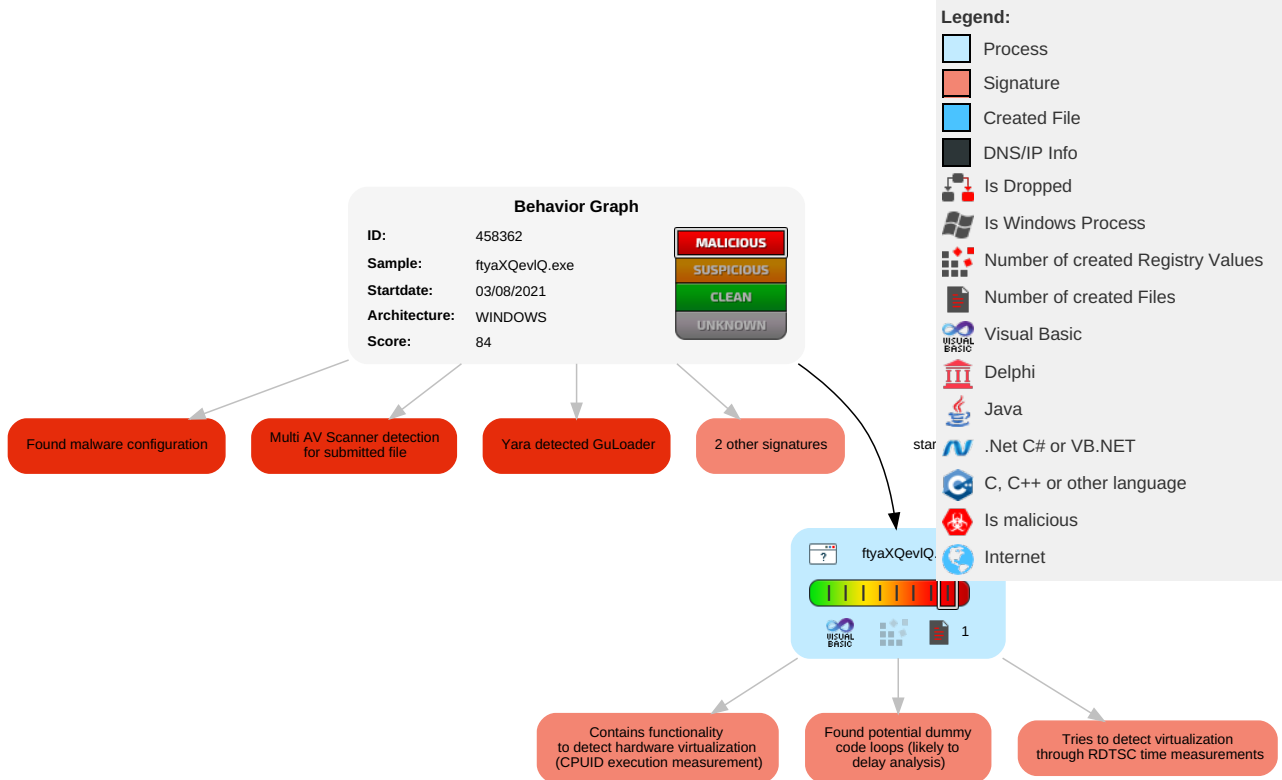 Legend:
Process
Signature
Created File
DNS/IP Info
Is Dropped
Is Windows Process
Number of created Registry Values
Number of created Files
VISUAL
BASIC
Visual Basic
Delphi
Java
.Net C# or VB.NET
C, C++ or other language
Is malicious
Internet
Behavior Graph
ID: 458362
Sample: ftyaXQevlQ.exe
Startdate: 03/08/2021
Architecture: WINDOWS
Score: 84
MALICIOUS
SUSPICIOUS
CLEAN
UNKNOWN
Found malware configuration
Multi AV Scanner detection
for submitted file
Yara detected GuLoader
2 other signatures
ftyaXQevlQ.
?
VISUAL
BASIC
1
Contains functionality
to detect hardware virtualization
(CPUID execution measurement)
Found potential dummy
code loops (likely to
delay analysis)
Tries to detect virtualization
through RDTSC time measurements